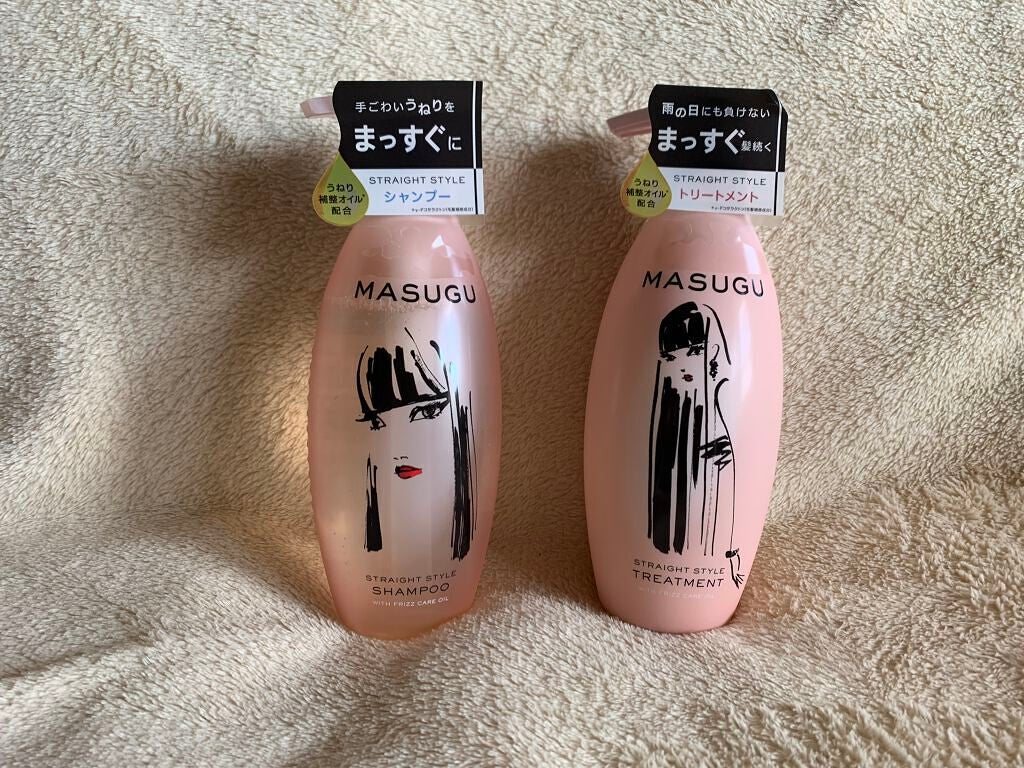 手ごわいうねりを
まっすぐに
うねり
補整オイル*
配合
STRAIGHT STYLE
シャンプー
MASUGU
STRAIGHT STYLE
SHAMPOO
WITH FRIZZ CARE OIL
雨の日にも負けない
まっすぐ髪続く
うねり
補整オイル*
配合
STRAIGHT STYLE
トリートメント
MASUGU
STRAIGHT STYLE
TREATMENT
WITH FRIZZ CARE OIL